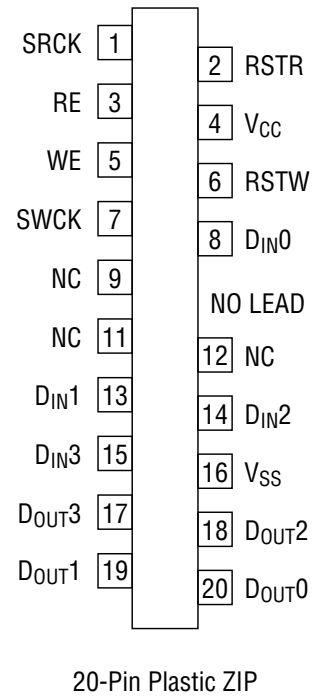 SRCK 1
2 RSTR
RE 3
4 VCC
WE 5
6 RSTW
SWCK 7
8 DIN0
NC 9
NO LEAD
NC 11
12 NC
DIN1 13
14 DIN2
DIN3 15
16 VSS
DOUT3 17
18 DOUT2
DOUT1 19
20 DOUT0
20-Pin Plastic ZIP